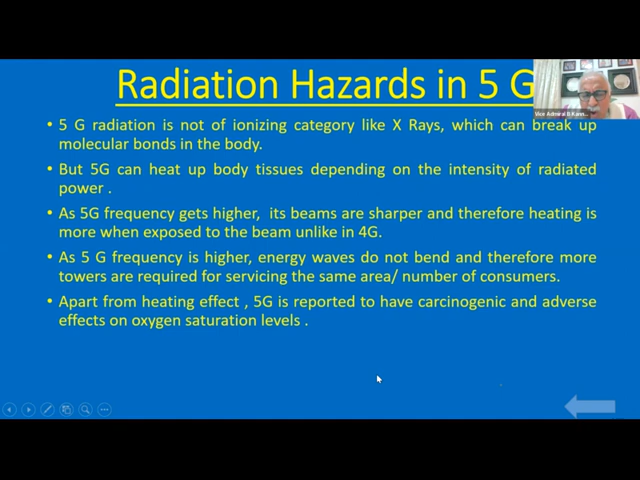 Radiation Hazards in 5 G
• 5 G radiation is not of ionizing category like X Rays, which can break up
molecular bonds in the body.
• But 5G can heat up body tissues depending on the intensity of radiated
power .
• As 5G frequency gets higher, its beams are sharper and therefore heating is
more when exposed to the beam unlike in 4G.
• As 5 G frequency is higher, energy waves do not bend and therefore more
towers are required for servicing the same area/ number of consumers.
• Apart from heating effect , 5G is reported to have carcinogenic and adverse
effects on oxygen saturation levels .
Vice Admiral B